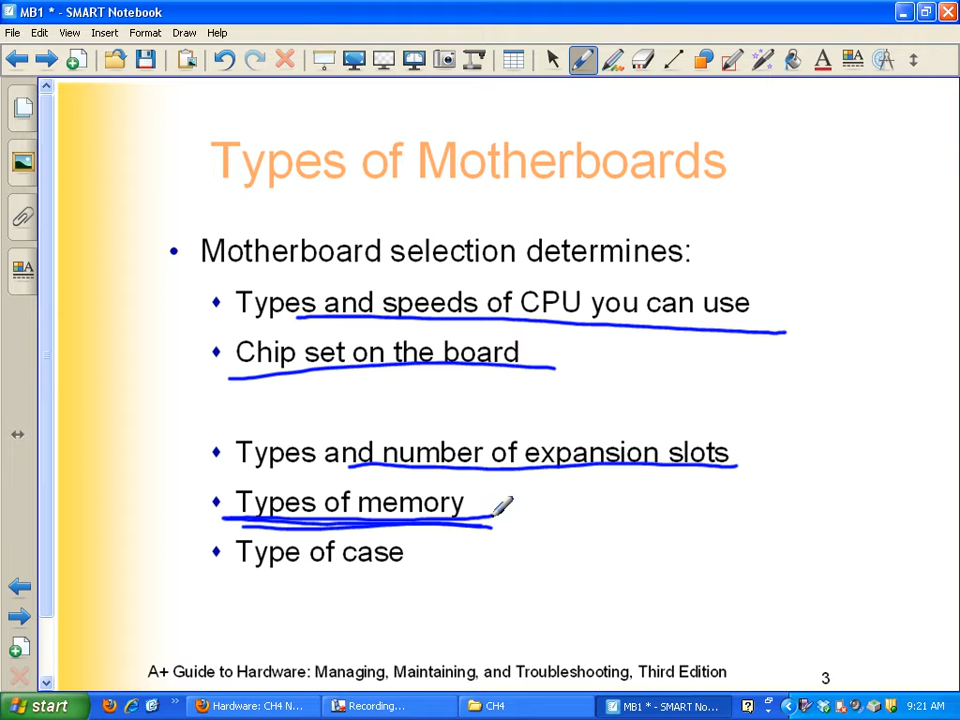 MB1 * - SMART Notebook
File Edit View Insert Format Draw Help
Types of Motherboards
• Motherboard selection determines:
♦ Types and speeds of CPU you can use
♦ Chip set on the board
♦ Types and number of expansion slots
♦ Types of memory
♦ Type of case
A+ Guide to Hardware: Managing, Maintaining, and Troubleshooting, Third Edition 3
start » Hardware: CH4 N... Recording... CH4 MB1 * - SMART No... 9:21 AM